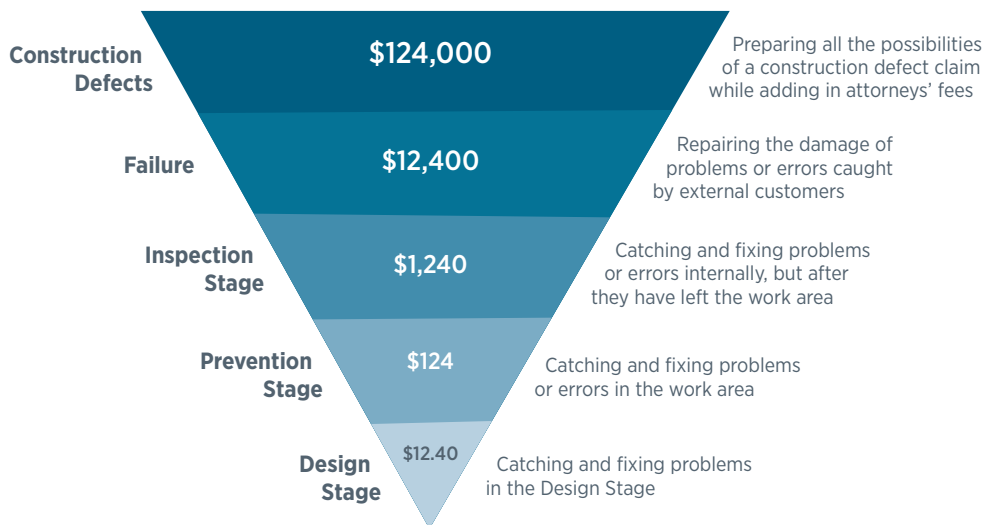 Construction
Defects
$124,000
Preparing all the possibilities
of a construction defect claim
while adding in attorneys’ fees
Failure
$12,400
Repairing the damage of
problems or errors caught
by external customers
Inspection
Stage
$1,240
Catching and fixing problems
or errors internally, but after
they have left the work area
Prevention
Stage
$124
Catching and fixing problems
or errors in the work area
Design
Stage
$12.40
Catching and fixing problems
in the Design Stage